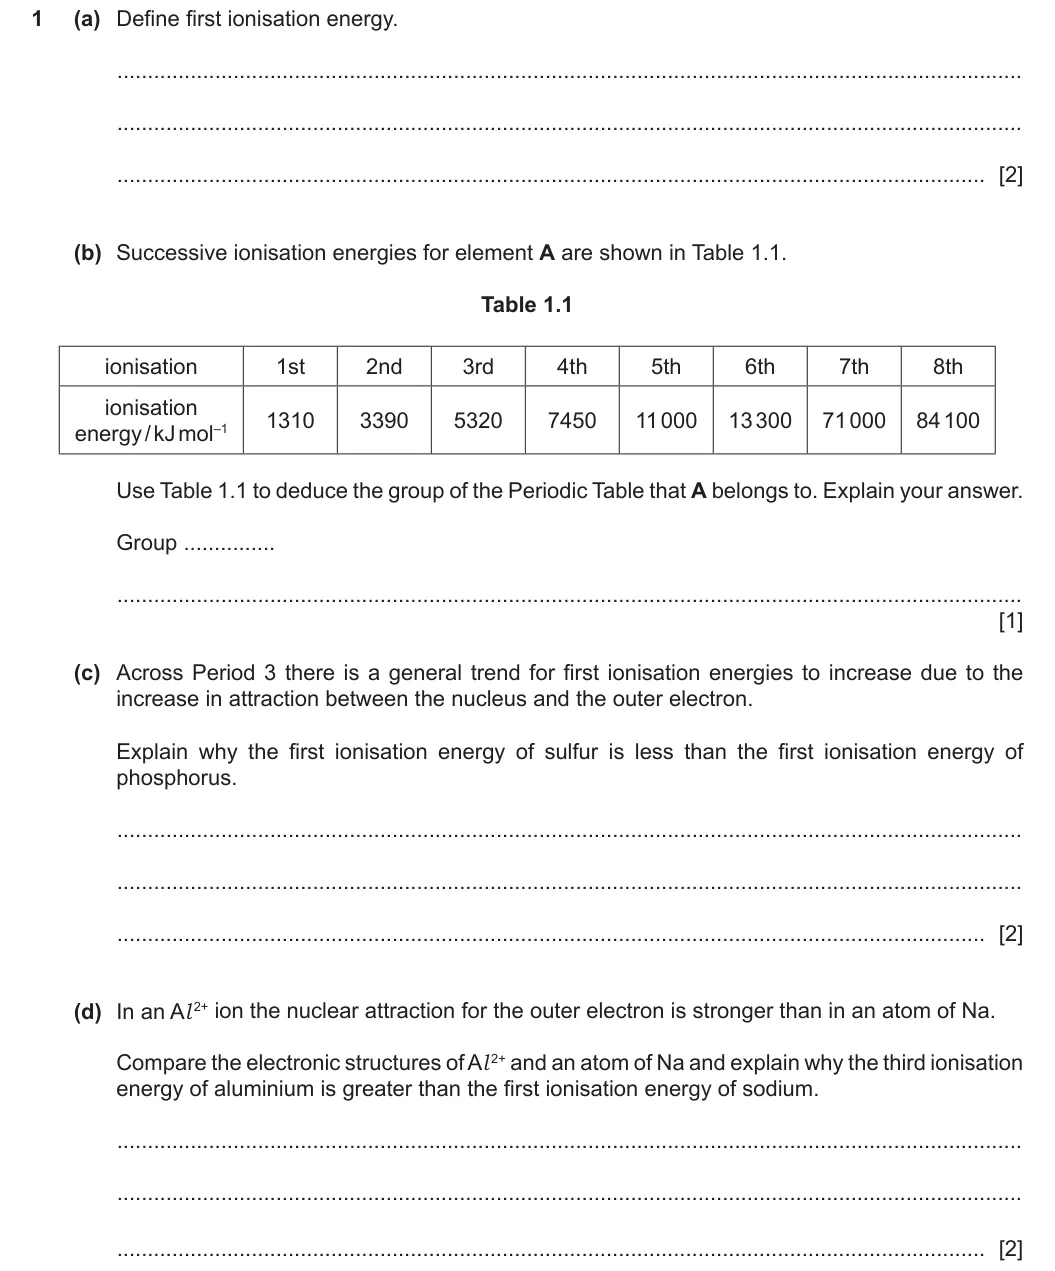 1 (a) Define first ionisation energy.
..........................................................................................................................................................
..........................................................................................................................................................
.................................................................................................................................................... [2]
(b) Successive ionisation energies for element A are shown in Table 1.1.
Table 1.1
ionisation 1st 2nd 3rd 4th 5th 6th 7th 8th
ionisation
energy / kJ mol⁻¹ 1310 3390 5320 7450 11 000 13 300 71 000 84 100
Use Table 1.1 to deduce the group of the Periodic Table that A belongs to. Explain your answer.
Group ...............
..........................................................................................................................................................
[1]
(c) Across Period 3 there is a general trend for first ionisation energies to increase due to the
increase in attraction between the nucleus and the outer electron.
Explain why the first ionisation energy of sulfur is less than the first ionisation energy of
phosphorus.
..........................................................................................................................................................
..........................................................................................................................................................
.................................................................................................................................................... [2]
(d) In an Al²⁺ ion the nuclear attraction for the outer electron is stronger than in an atom of Na.
Compare the electronic structures of Al²⁺ and an atom of Na and explain why the third ionisation
energy of aluminium is greater than the first ionisation energy of sodium.
..........................................................................................................................................................
..........................................................................................................................................................
.................................................................................................................................................... [2]